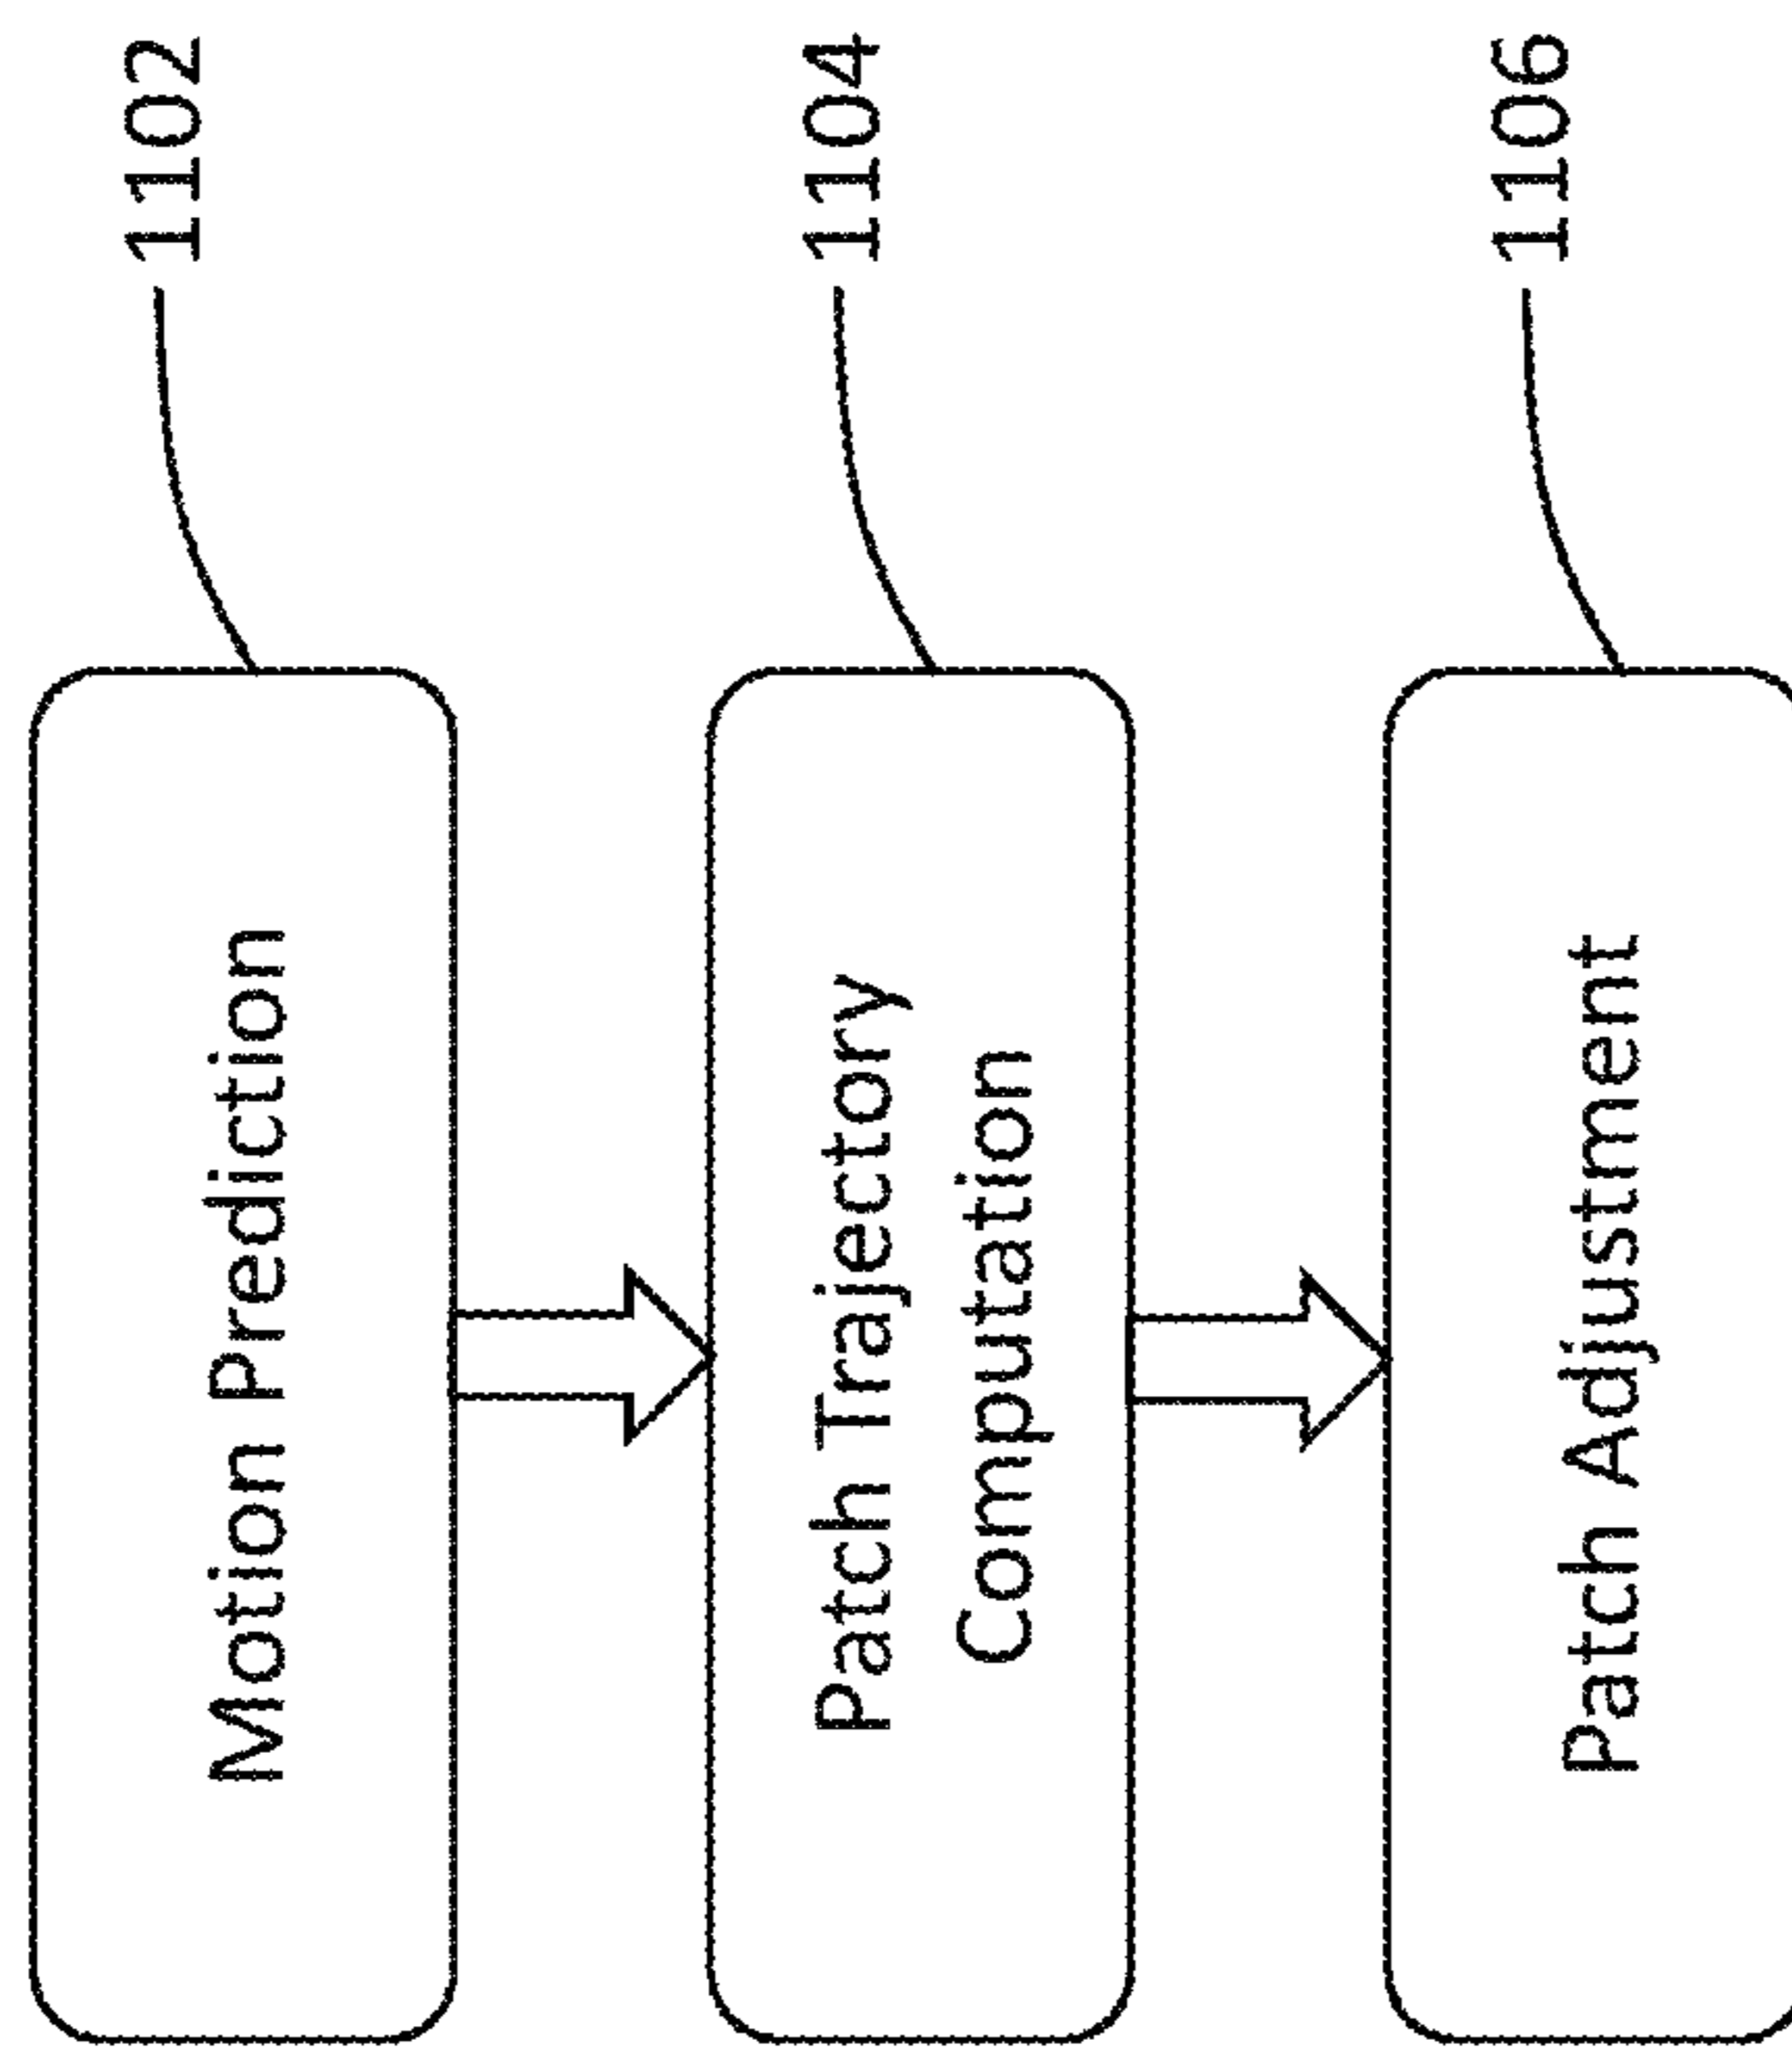 Motion Prediction
1102
Patch Trajectory
Computation
1104
Patch Adjustment
1106